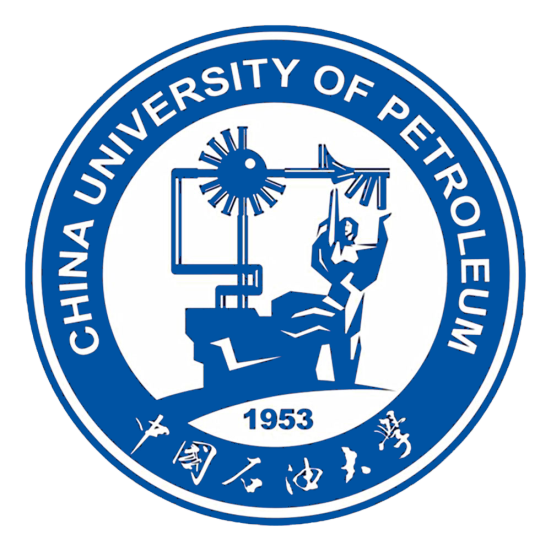 CHINA UNIVERSITY OF PETROLEUM
1953
中国石油大学